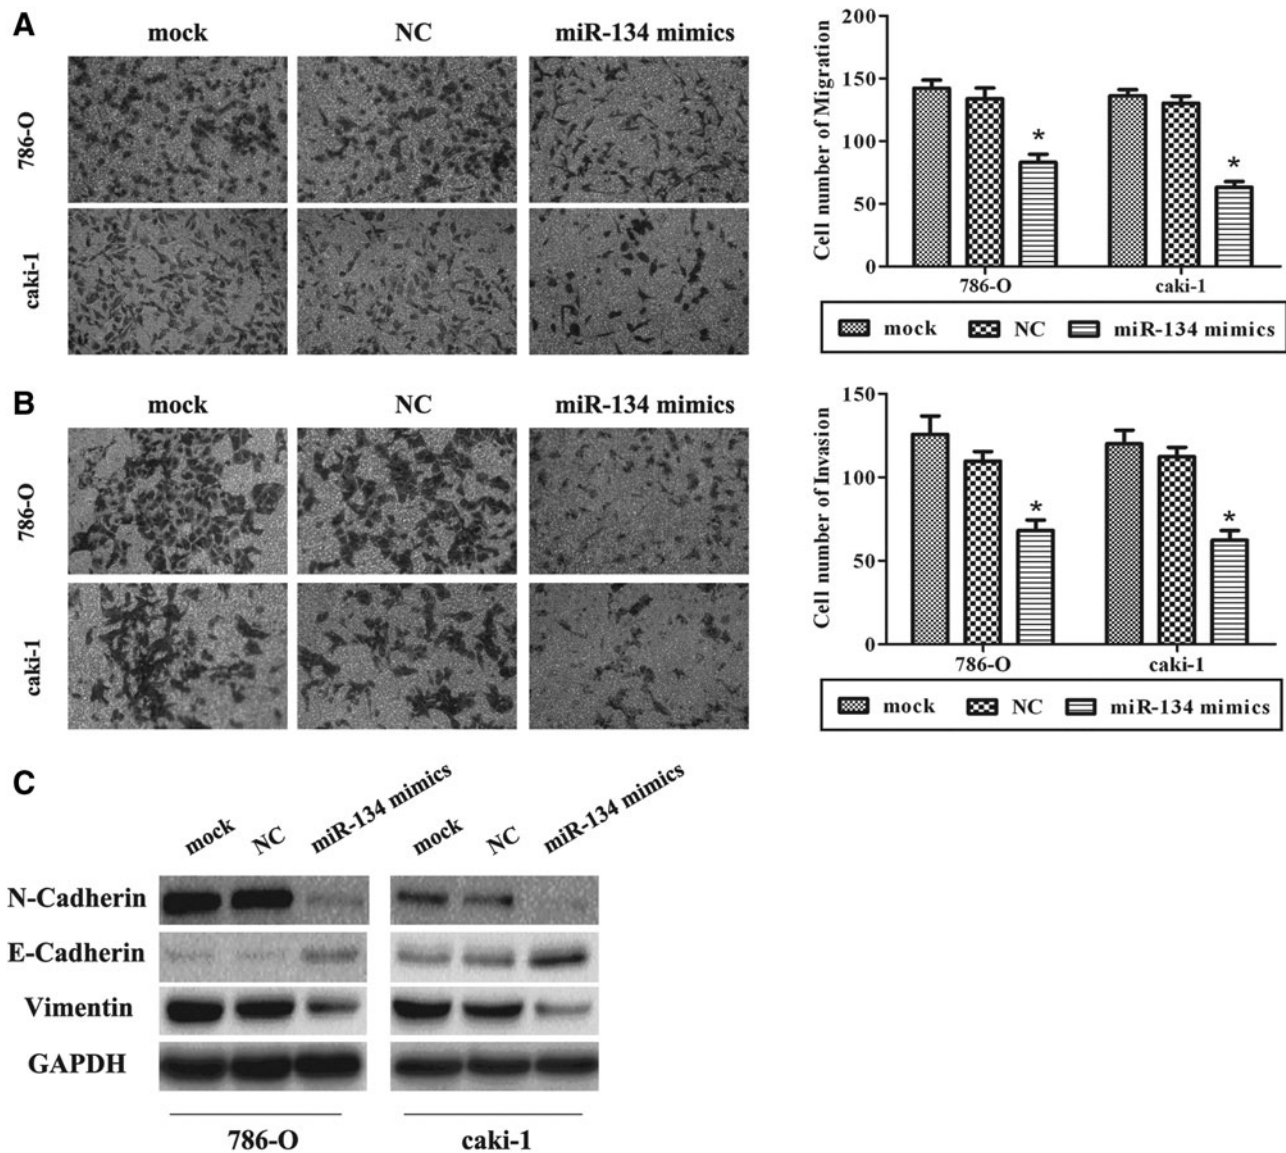 A
mock NC miR-134 mimics
786-O
caki-1
Cell number of Migration
200
150
100
50
0
*
*
786-O caki-1
mock NC miR-134 mimics
B
mock NC miR-134 mimics
786-O
caki-1
Cell number of Invasion
150
100
50
0
*
*
786-O caki-1
mock NC miR-134 mimics
C
mock NC miR-134 mimics mock NC miR-134 mimics
N-Cadherin
E-Cadherin
Vimentin
GAPDH
786-O caki-1